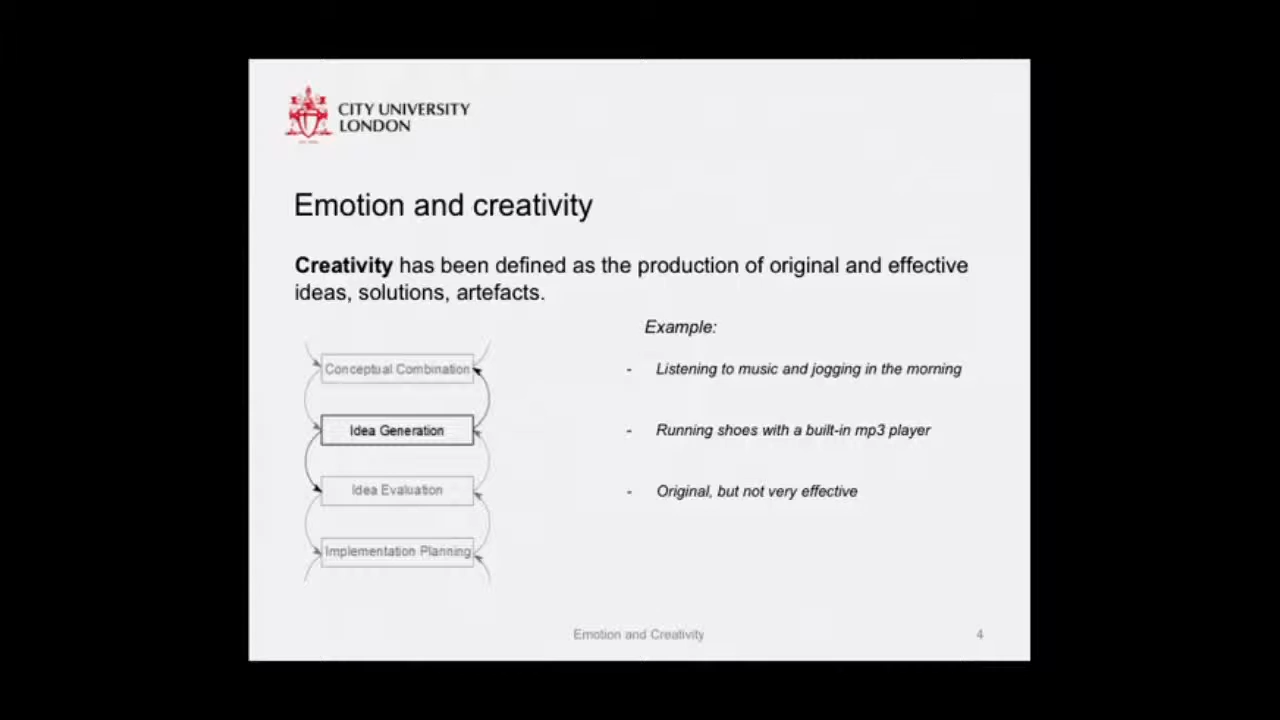 CITY UNIVERSITY
LONDON
Emotion and creativity
Creativity has been defined as the production of original and effective
ideas, solutions, artefacts.
Example:
Conceptual Combination
- Listening to music and jogging in the morning
Idea Generation
- Running shoes with a built-in mp3 player
Idea Evaluation
- Original, but not very effective
Implementation Planning
Emotion and Creativity
4